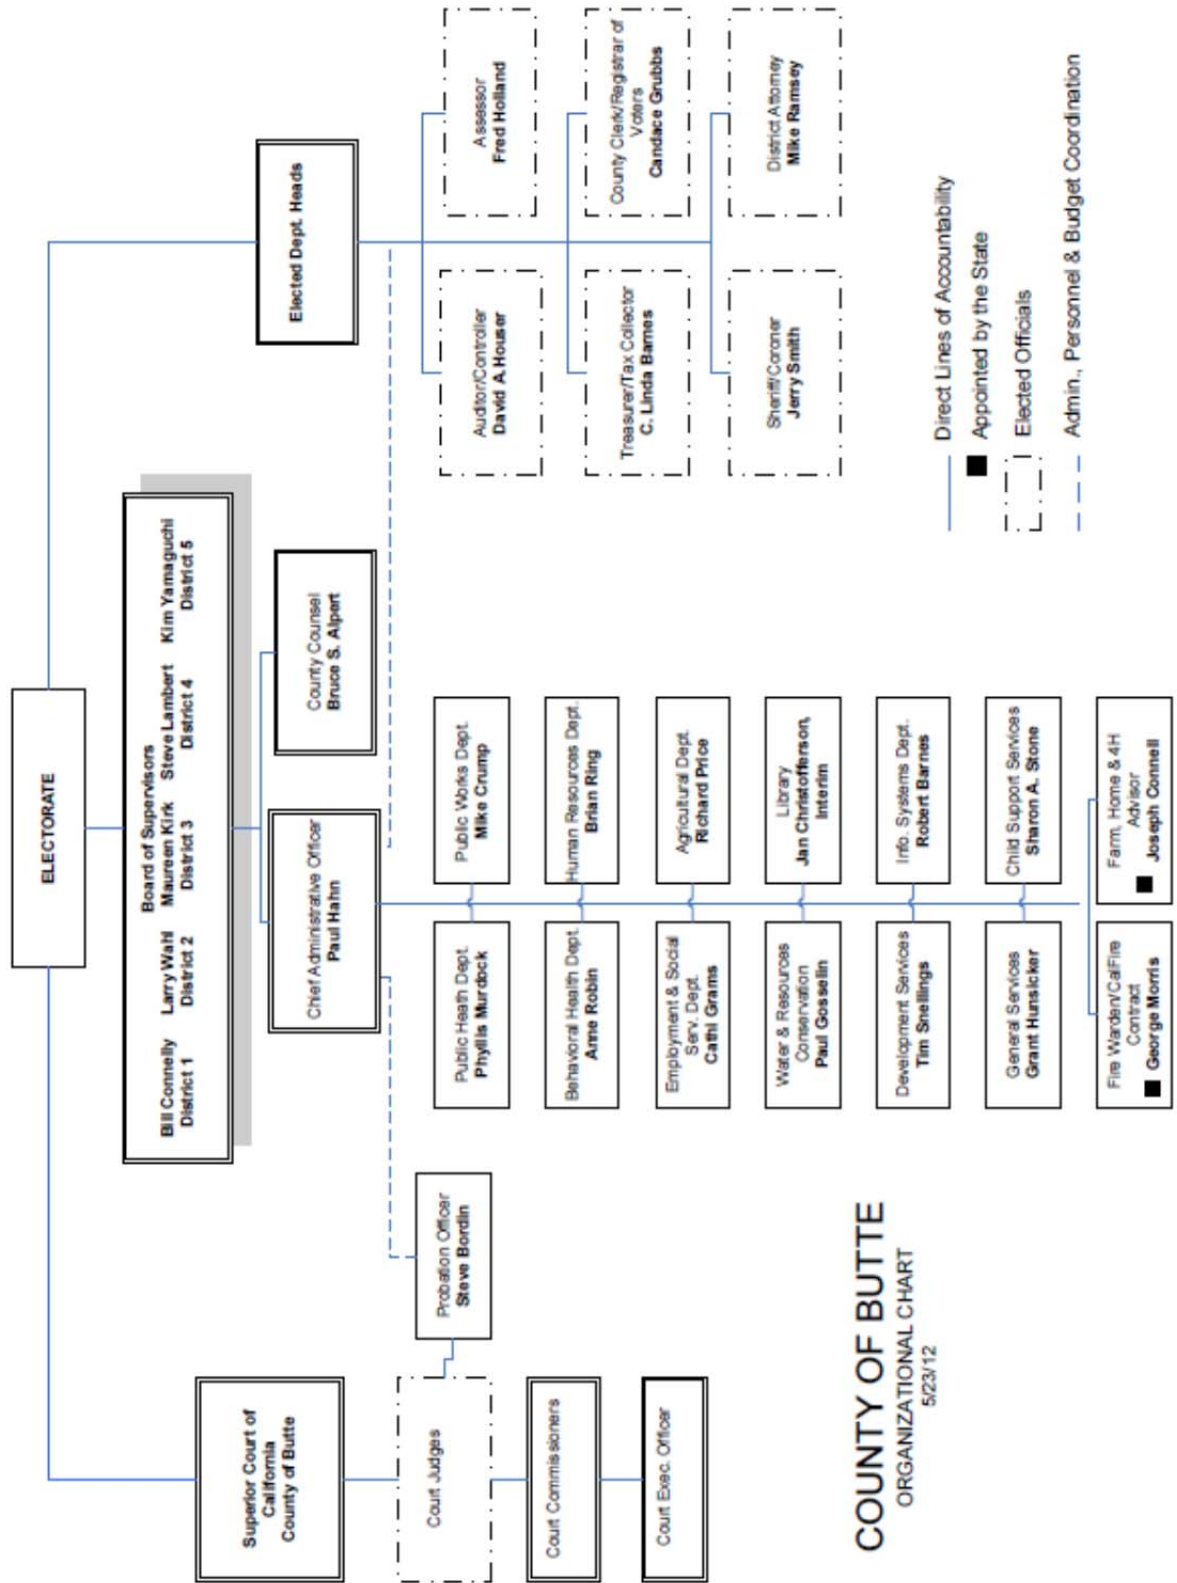 ELECTORATE
Board of Supervisors
Bill Connelly Larry Wahl Maureen Kirk Steve Lambert Kim Yamaguchi
District 1 District 2 District 3 District 4 District 5
Superior Court of
California
County of Butte
Chief Administrative Officer
Paul Hahn
County Counsel
Bruce S. Alpert
Elected Dept. Heads
Court Judges
Court Commissioners
Court Exec. Officer
Probation Officer
Steve Bordin
Public Heath Dept.
Phyllis Murdock
Public Works Dept.
Mike Crump
Behavioral Health Dept.
Anne Robin
Human Resources Dept.
Brian Ring
Employment & Social
Serv. Dept.
Cathi Grams
Agricultural Dept.
Richard Price
Water & Resources
Conservation
Paul Gosselin
Library
Jan Christofferson,
Interim
Development Services
Tim Snellings
Info. Systems Dept.
Robert Barnes
General Services
Grant Hunsicker
Child Support Services
Sharon A. Stone
Fire Warden/CalFire
Contract
George Morris
Farm, Home & 4H
Advisor
Joseph Connell
Auditor/Controller
David A. Houser
Assessor
Fred Holland
Treasurer/Tax Collector
C. Linda Barnes
County Clerk/Registrar of
Voters
Candace Grubbs
Sheriff/Coroner
Jerry Smith
District Attorney
Mike Ramsey
COUNTY OF BUTTE
ORGANIZATIONAL CHART
5/23/12
Direct Lines of Accountability
Appointed by the State
Elected Officials
Admin., Personnel & Budget Coordination